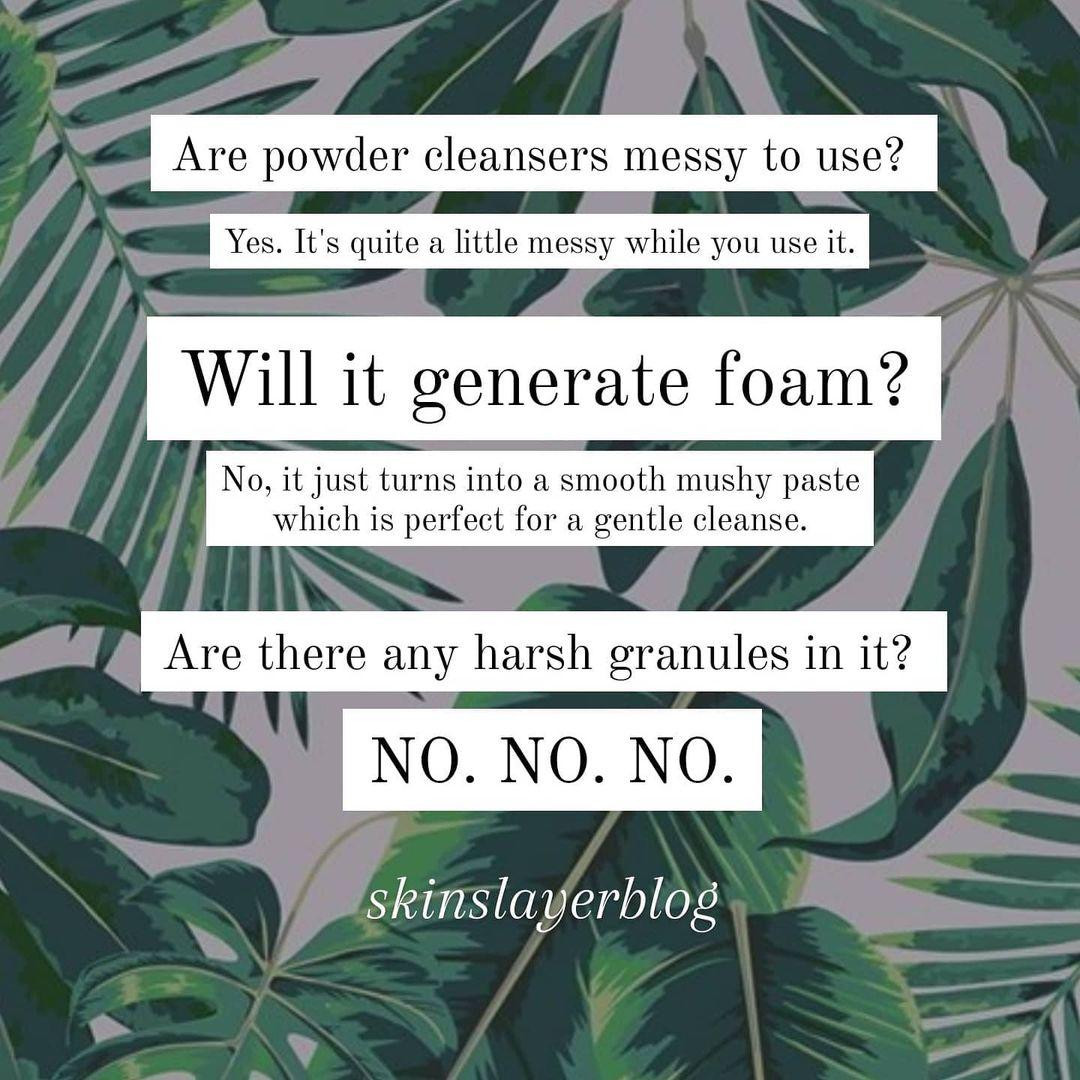 Are powder cleansers messy to use?
Yes. It's quite a little messy while you use it.
Will it generate foam?
No, it just turns into a smooth mushy paste
which is perfect for a gentle cleanse.
Are there any harsh granules in it?
NO. NO. NO.
skinslayerblog